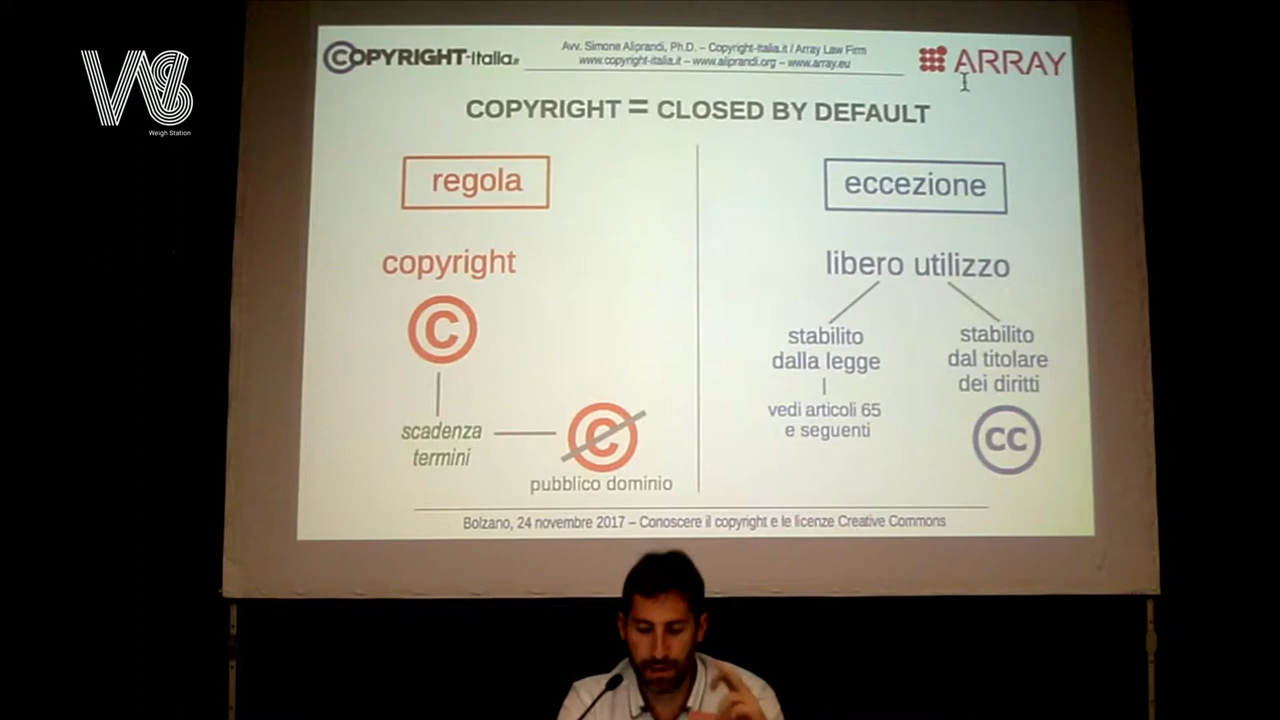 WS
Weigh Station
COPYRIGHT-Italia.it
Avv. Simone Aliprandi, Ph.D. – Copyright-Italia.it / Array Law Firm
www.copyright-italia.it – www.aliprandi.org – www.array.eu
ARRAY
COPYRIGHT = CLOSED BY DEFAULT
regola
copyright
©
scadenza
termini
©
pubblico dominio
eccezione
libero utilizzo
stabilito
dalla legge
vedi articoli 65
e seguenti
stabilito
dal titolare
dei diritti
CC
Bolzano, 24 novembre 2017 – Conoscere il copyright e le licenze Creative Commons